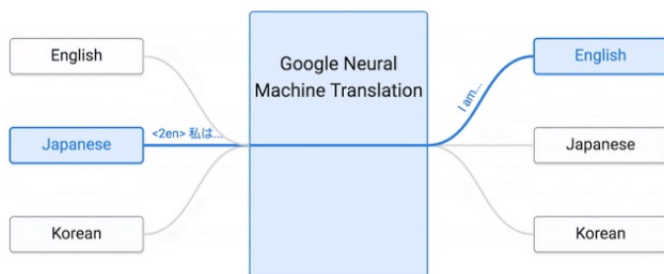 English
Japanese
Korean
<2en> 私は...
Google Neural
Machine Translation
I am...
English
Japanese
Korean